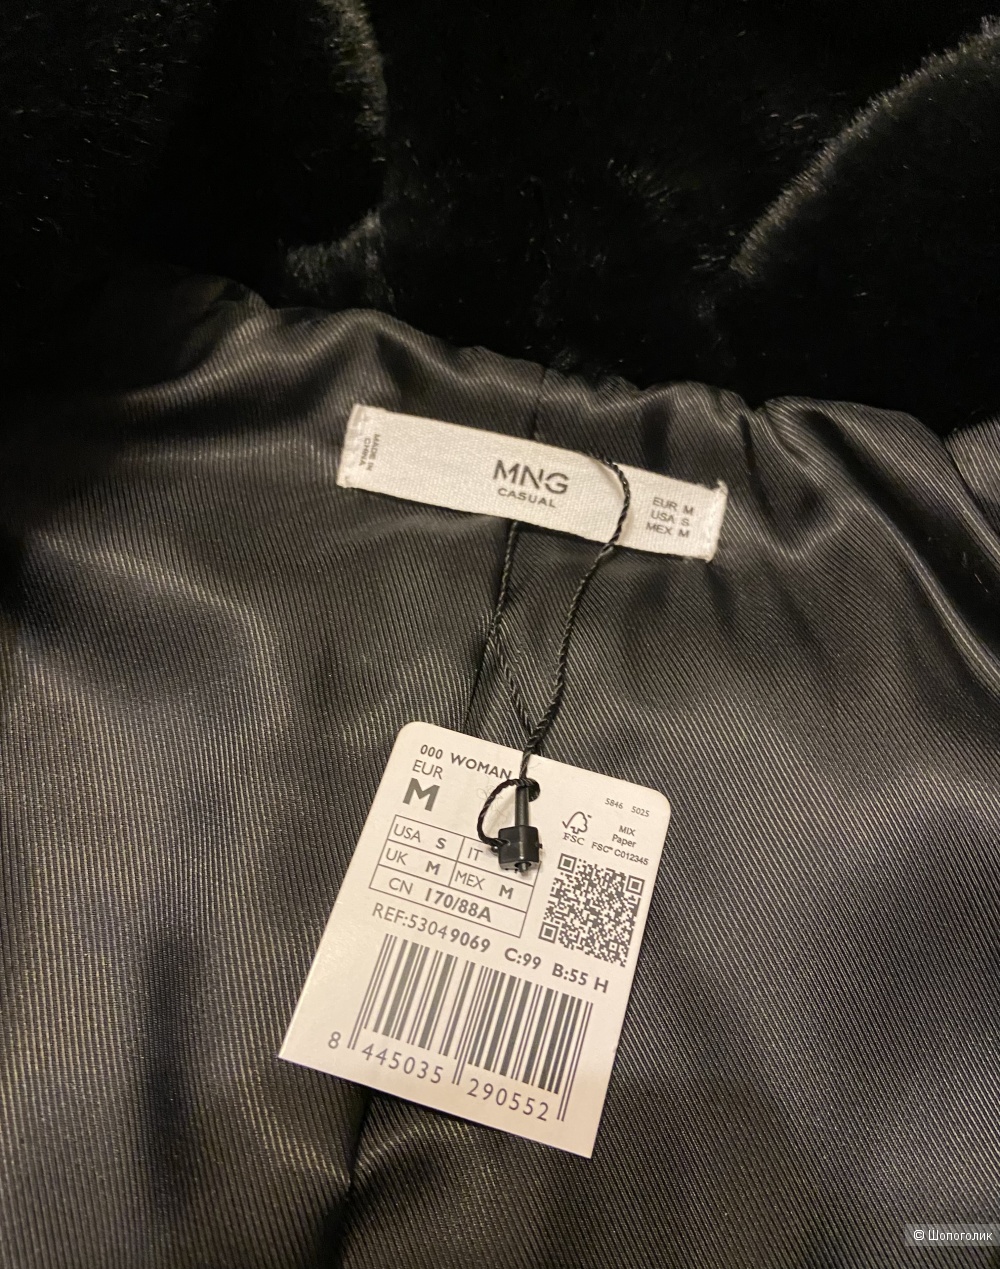 MADE IN
CHINA
MNG
CASUAL
EUR M
USA S
MEX M
000 WOMAN
EUR
M
5846 5025
USA S IT
UK M MEX M
CN 170/88A
FSC
MIX
Paper
FSC™ C012345
REF:53049069 C:99 B:55 H
8 445035 290552
© Шопоголик